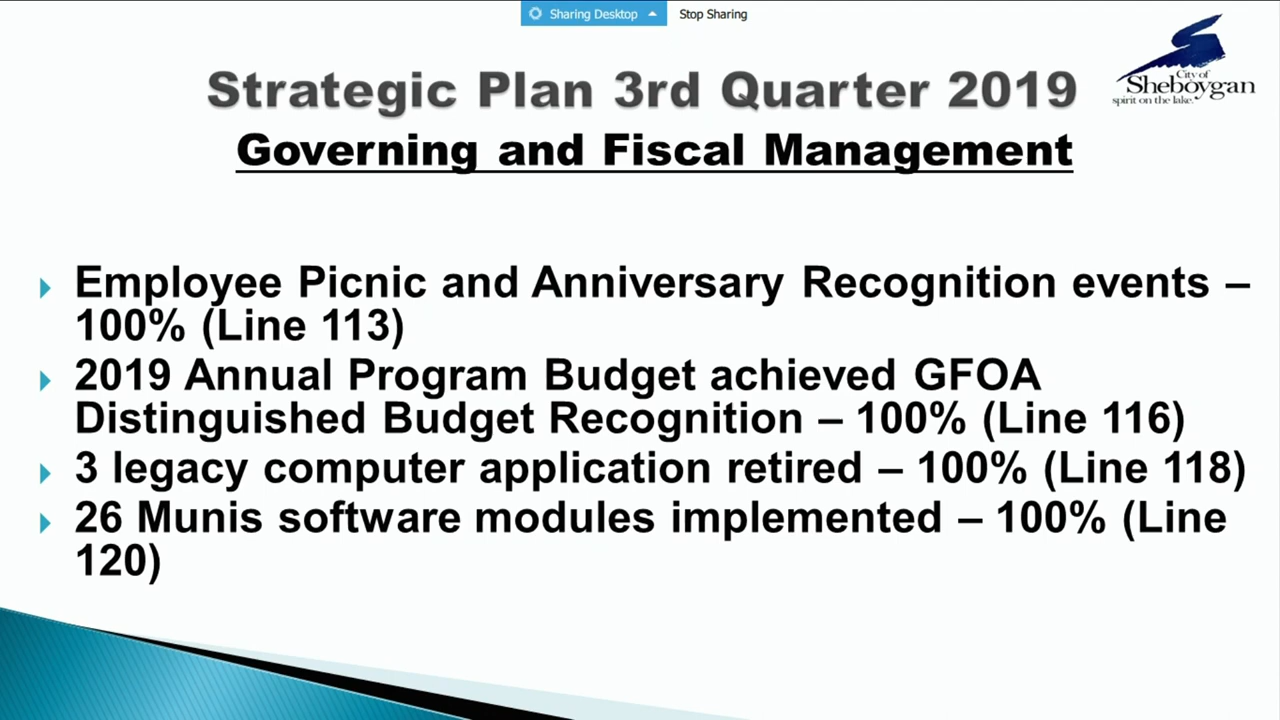 Sharing Desktop Stop Sharing
City of
Sheboygan
spirit on the lake.
Strategic Plan 3rd Quarter 2019
Governing and Fiscal Management
Employee Picnic and Anniversary Recognition events –
100% (Line 113)
2019 Annual Program Budget achieved GFOA
Distinguished Budget Recognition – 100% (Line 116)
3 legacy computer application retired – 100% (Line 118)
26 Munis software modules implemented – 100% (Line
120)